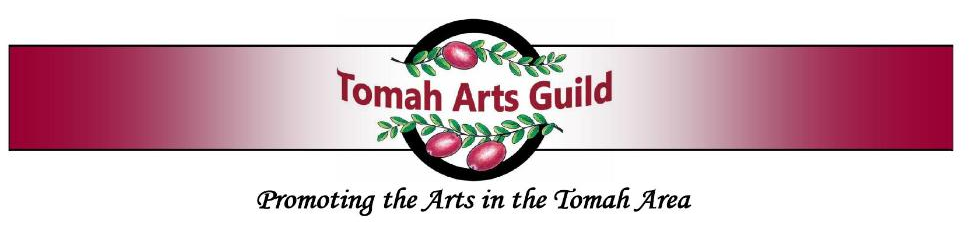 Tomah Arts Guild
Promoting the Arts in the Tomah Area